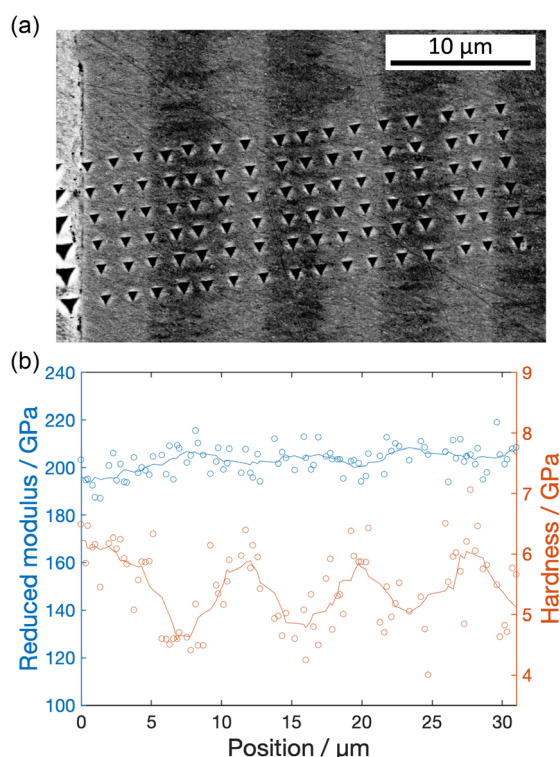 (a)
10 μm
(b)
240
220
200
180
160
140
120
100
Reduced modulus / GPa
9
8
7
6
5
4
Hardness / GPa
0 5 10 15 20 25 30
Position / μm